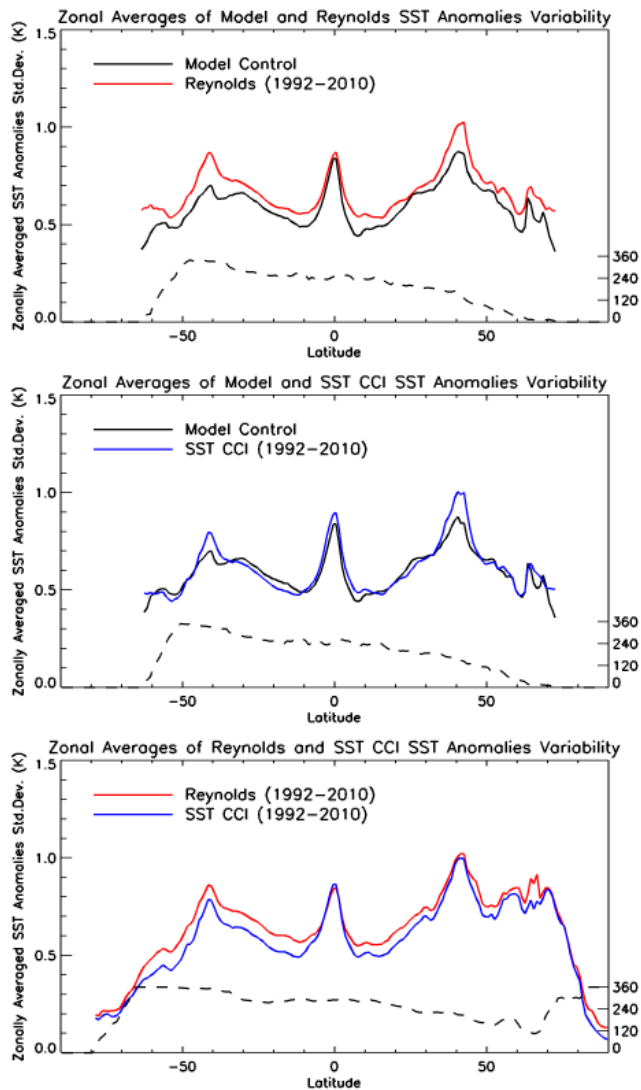 Zonal Averages of Model and Reynolds SST Anomalies Variability
Zonally Averaged SST Anomalies Std.Dev. (K)
1.5
1.0
0.5
0.0
Model Control
Reynolds (1992-2010)
360
240
120
0
-50
0
50
Latitude
Zonal Averages of Model and SST CCI SST Anomalies Variability
Zonally Averaged SST Anomalies Std.Dev. (K)
1.5
1.0
0.5
0.0
Model Control
SST CCI (1992-2010)
360
240
120
0
-50
0
50
Latitude
Zonal Averages of Reynolds and SST CCI SST Anomalies Variability
Zonally Averaged SST Anomalies Std.Dev. (K)
1.5
1.0
0.5
0.0
Reynolds (1992-2010)
SST CCI (1992-2010)
360
240
120
0
-50
0
50
Latitude